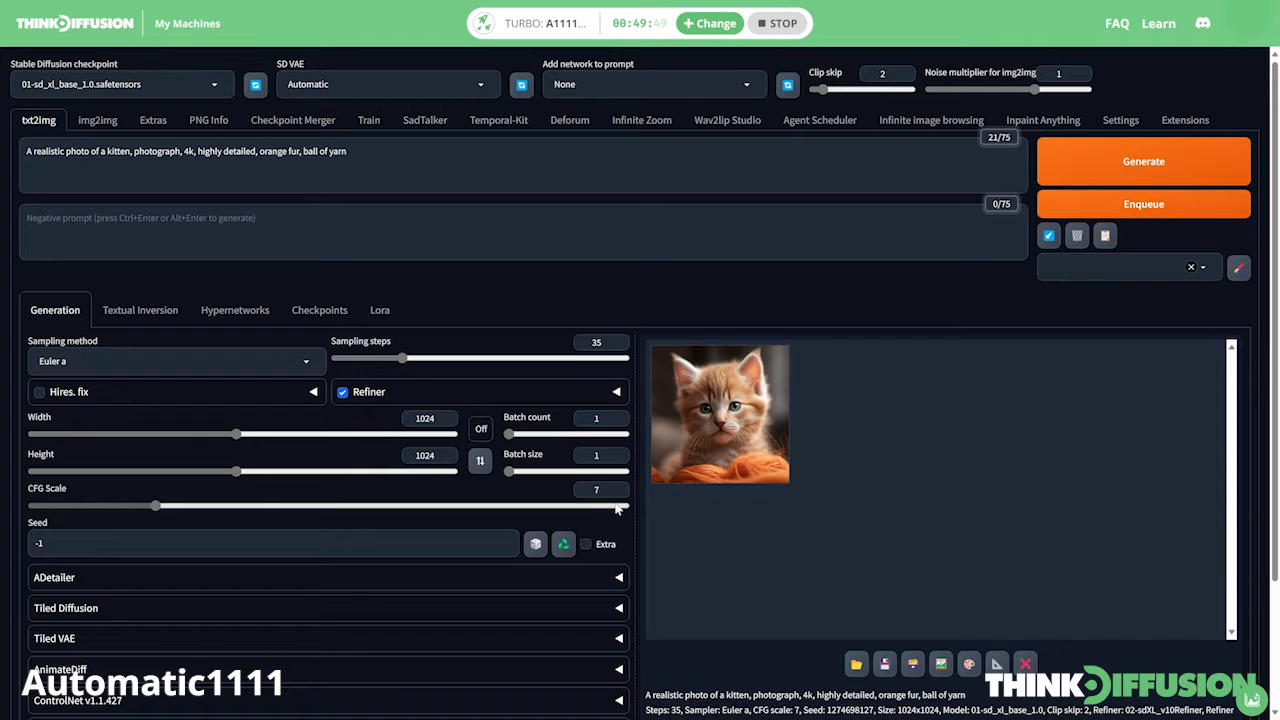 THINKDIFFUSION
My Machines
TURBO: A1111...
00:49:49
+ Change
STOP
FAQ
Learn
Stable Diffusion checkpoint
SD VAE
Add network to prompt
Clip skip
2
Noise multiplier for img2img
1
01-sd_xl_base_1.0.safetensors
Automatic
None
txt2img
img2img
Extras
PNG Info
Checkpoint Merger
Train
SadTalker
Temporal-Kit
Deforum
Infinite Zoom
Wav2lip Studio
Agent Scheduler
Infinite image browsing
Inpaint Anything
Settings
Extensions
21/75
A realistic photo of a kitten, photograph, 4k, highly detailed, orange fur, ball of yarn
Generate
0/75
Negative prompt (press Ctrl+Enter or Alt+Enter to generate)
Enqueue
Generation
Textual Inversion
Hypernetworks
Checkpoints
Lora
Sampling method
Sampling steps
35
Euler a
Hires. fix
Refiner
Width
1024
Off
Batch count
1
Height
1024
Batch size
1
CFG Scale
7
Seed
-1
Extra
ADetailer
Tiled Diffusion
Tiled VAE
AnimateDiff
Automatic1111
ControlNet v1.1.427
THINKDIFFUSION
A realistic photo of a kitten, photograph, 4k, highly detailed, orange fur, ball of yarn
Steps: 35, Sampler: Euler a, CFG scale: 7, Seed: 1274698127, Size: 1024x1024, Model: 01-sd_xl_base_1.0, Clip skip: 2, Refiner: 02-sdXL_v10Refiner, Refiner